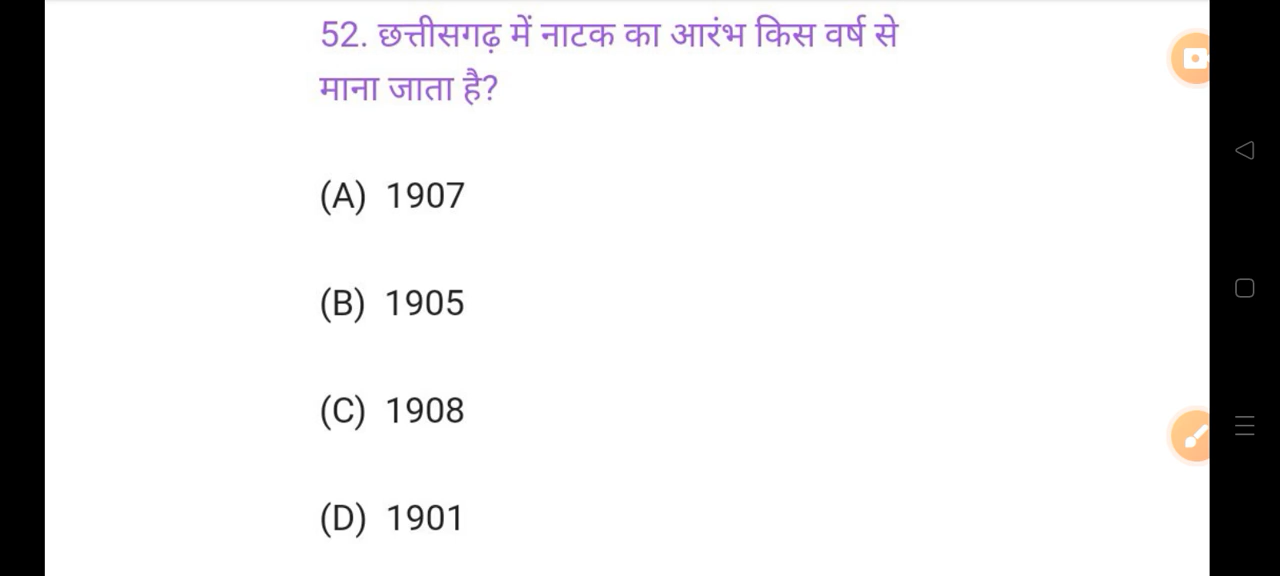 52. छत्तीसगढ़ में नाटक का आरंभ किस वर्ष से
माना जाता है?
(A) 1907
(B) 1905
(C) 1908
(D) 1901